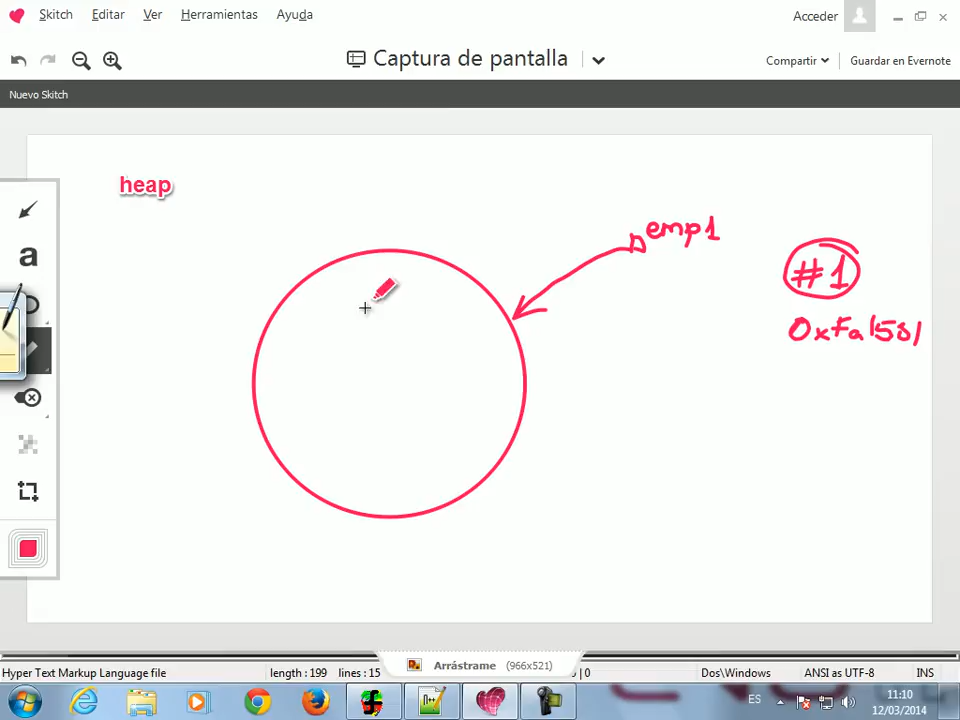 Skitch Editar Ver Herramientas Ayuda Acceder
Captura de pantalla Compartir Guardar en Evernote
Nuevo Skitch
heap
emp1
#1
a
Arrástrame (966x521)
Hyper Text Markup Language file length : 199 lines : 15 | 0 Dos\Windows ANSI as UTF-8 INS
ES 11:10
12/03/2014